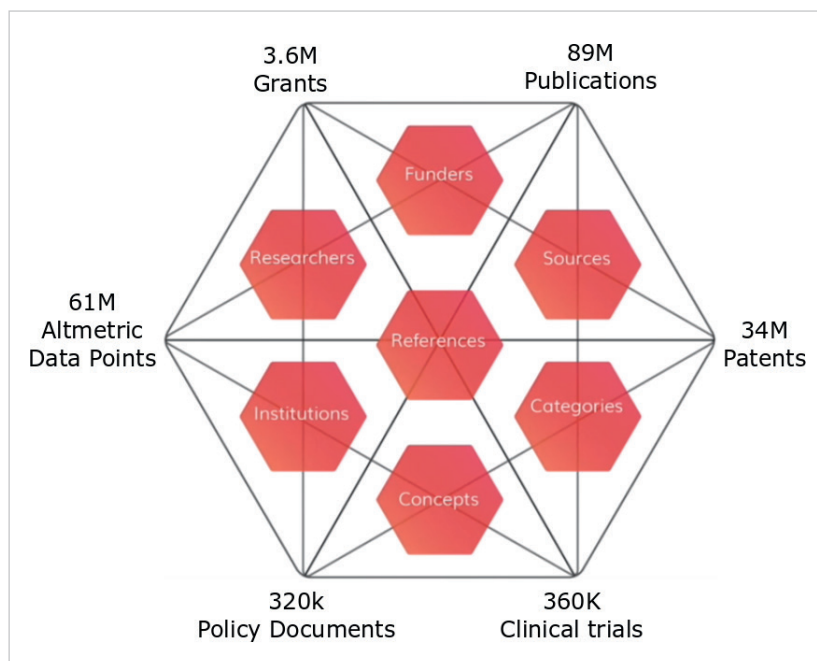 3.6M
Grants
89M
Publications
Funders
Researchers
Sources
61M
Altmetric
Data Points
References
34M
Patents
Institutions
Categories
Concepts
320k
Policy Documents
360K
Clinical trials